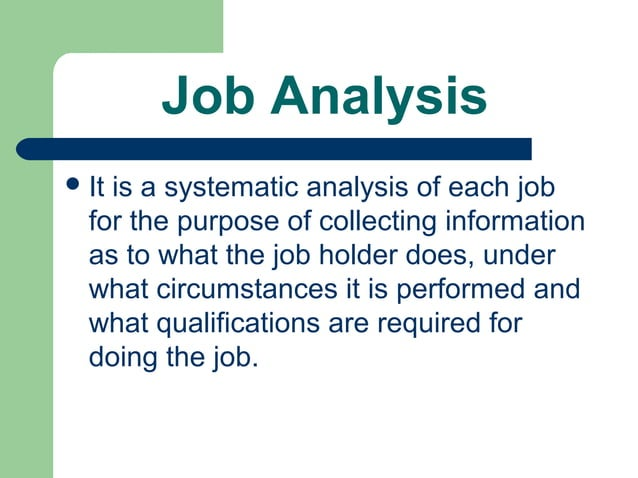 Job Analysis
It is a systematic analysis of each job
for the purpose of collecting information
as to what the job holder does, under
what circumstances it is performed and
what qualifications are required for
doing the job.